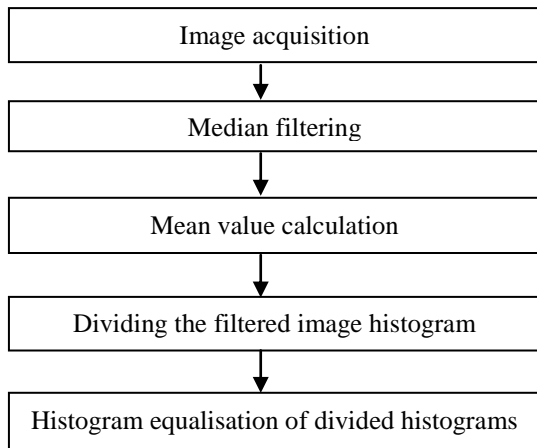 Image acquisition
Median filtering
Mean value calculation
Dividing the filtered image histogram
Histogram equalisation of divided histograms